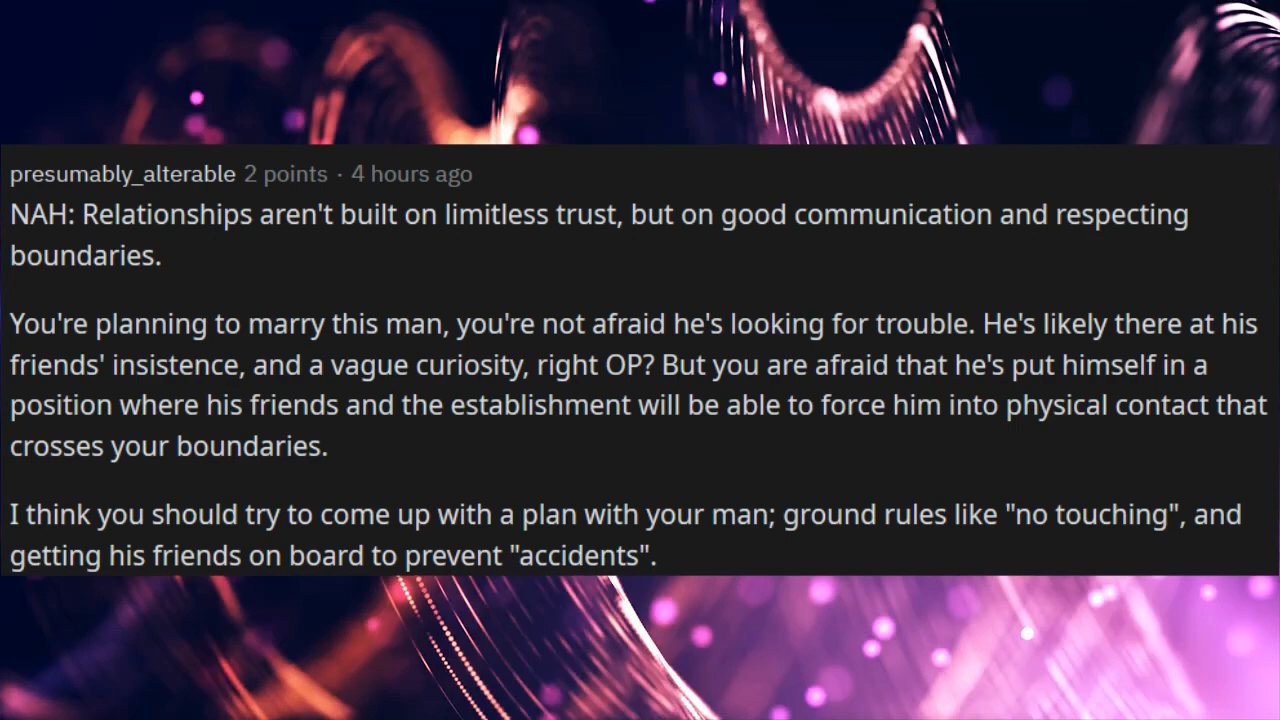 presumably_alterable 2 points · 4 hours ago
NAH: Relationships aren't built on limitless trust, but on good communication and respecting
boundaries.
You're planning to marry this man, you're not afraid he's looking for trouble. He's likely there at his
friends' insistence, and a vague curiosity, right OP? But you are afraid that he's put himself in a
position where his friends and the establishment will be able to force him into physical contact that
crosses your boundaries.
I think you should try to come up with a plan with your man; ground rules like "no touching", and
getting his friends on board to prevent "accidents".